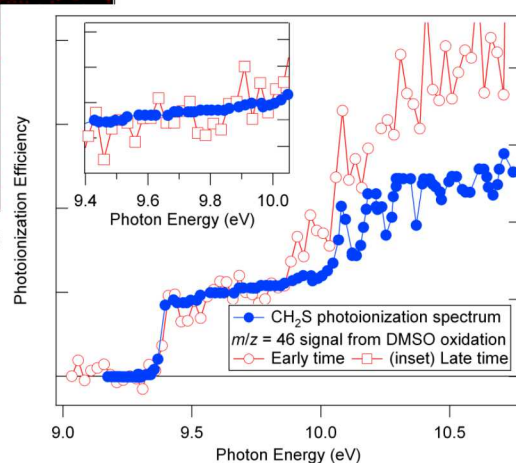 Photoionization Efficiency
9.4
9.6
9.8
10.0
Photon Energy (eV)
CH₂S photoionization spectrum
m/z = 46 signal from DMSO oxidation
Early time
(inset) Late time
9.0
9.5
10.0
10.5
Photon Energy (eV)